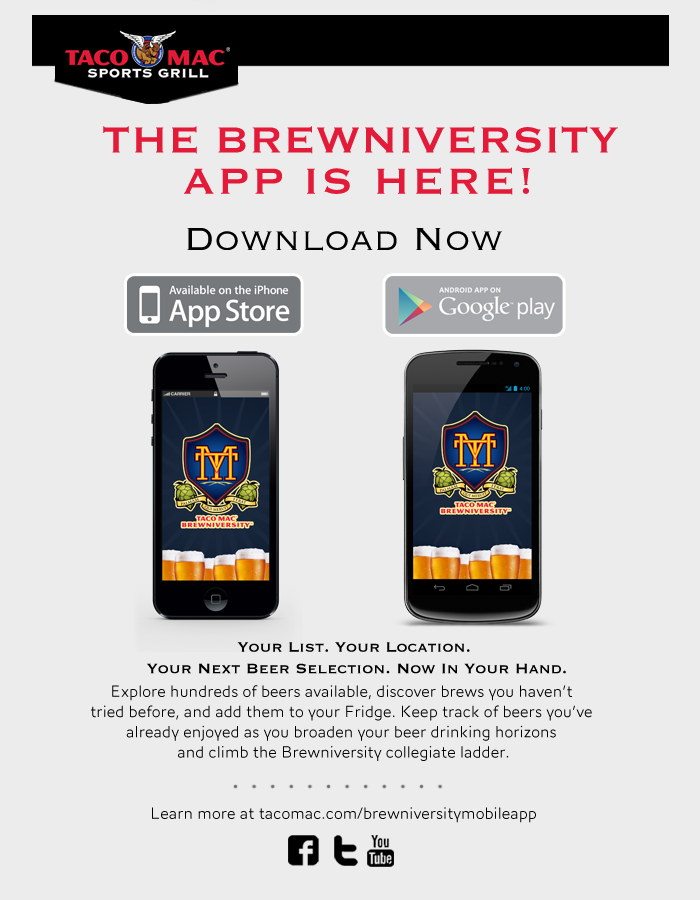 TACO MAC®
SPORTS GRILL
THE BREWNIVERSITY
APP IS HERE!
DOWNLOAD NOW
Available on the iPhone
App Store
ANDROID APP ON
Google play
CARRIER
4:00
TACO MAC
BREWNIVERSITY
TACO MAC
BREWNIVERSITY
YOUR LIST. YOUR LOCATION.
YOUR NEXT BEER SELECTION. NOW IN YOUR HAND.
Explore hundreds of beers available, discover brews you haven't
tried before, and add them to your Fridge. Keep track of beers you've
already enjoyed as you broaden your beer drinking horizons
and climb the Brewniversity collegiate ladder.
Learn more at tacomac.com/brewniversitymobileapp
You
Tube